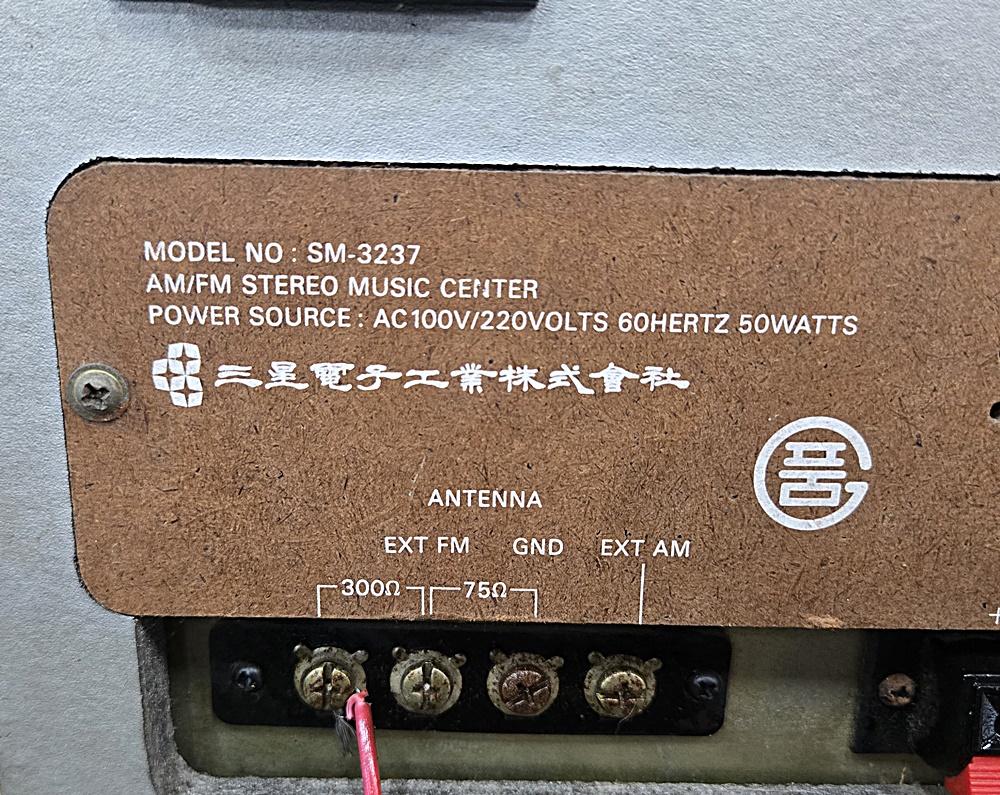 MODEL NO : SM-3237
AM/FM STEREO MUSIC CENTER
POWER SOURCE : AC100V/220VOLTS 60HERTZ 50WATTS
三星電子工業株式會社
품
ANTENNA
EXT FM GND EXT AM
300Ω 75Ω